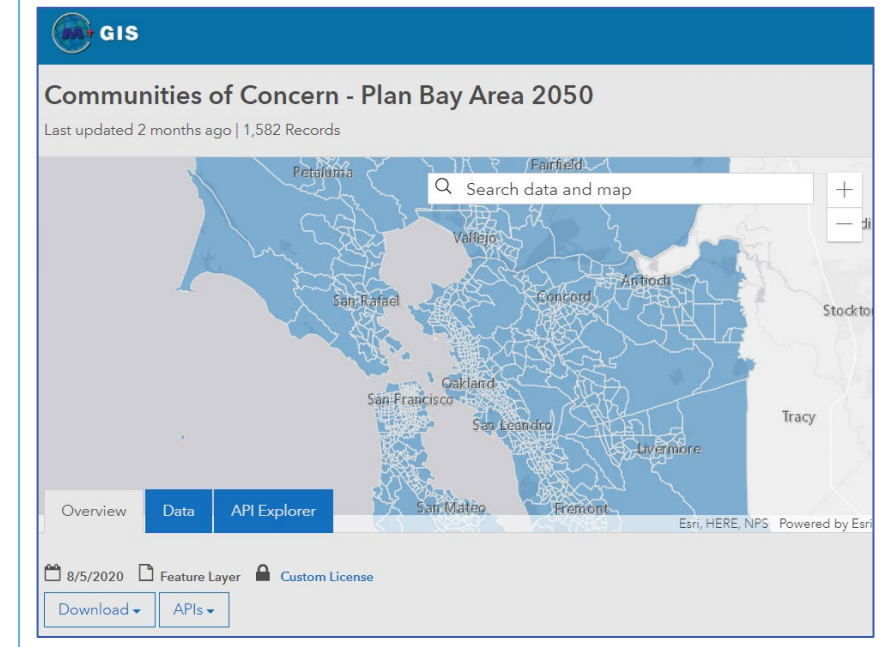 M GIS
Communities of Concern - Plan Bay Area 2050
Last updated 2 months ago | 1,582 Records
Petaluma
Fairfield
Search data and map
+
−
di
Vallejo
San Rafael
Concord
Antioch
Stockto
Oakland
San Francisco
San Leandro
Tracy
Livermore
Overview
Data
API Explorer
San Mateo
Fremont
Esri, HERE, NPS Powered by Esri
8/5/2020 Feature Layer Custom License
Download APIs